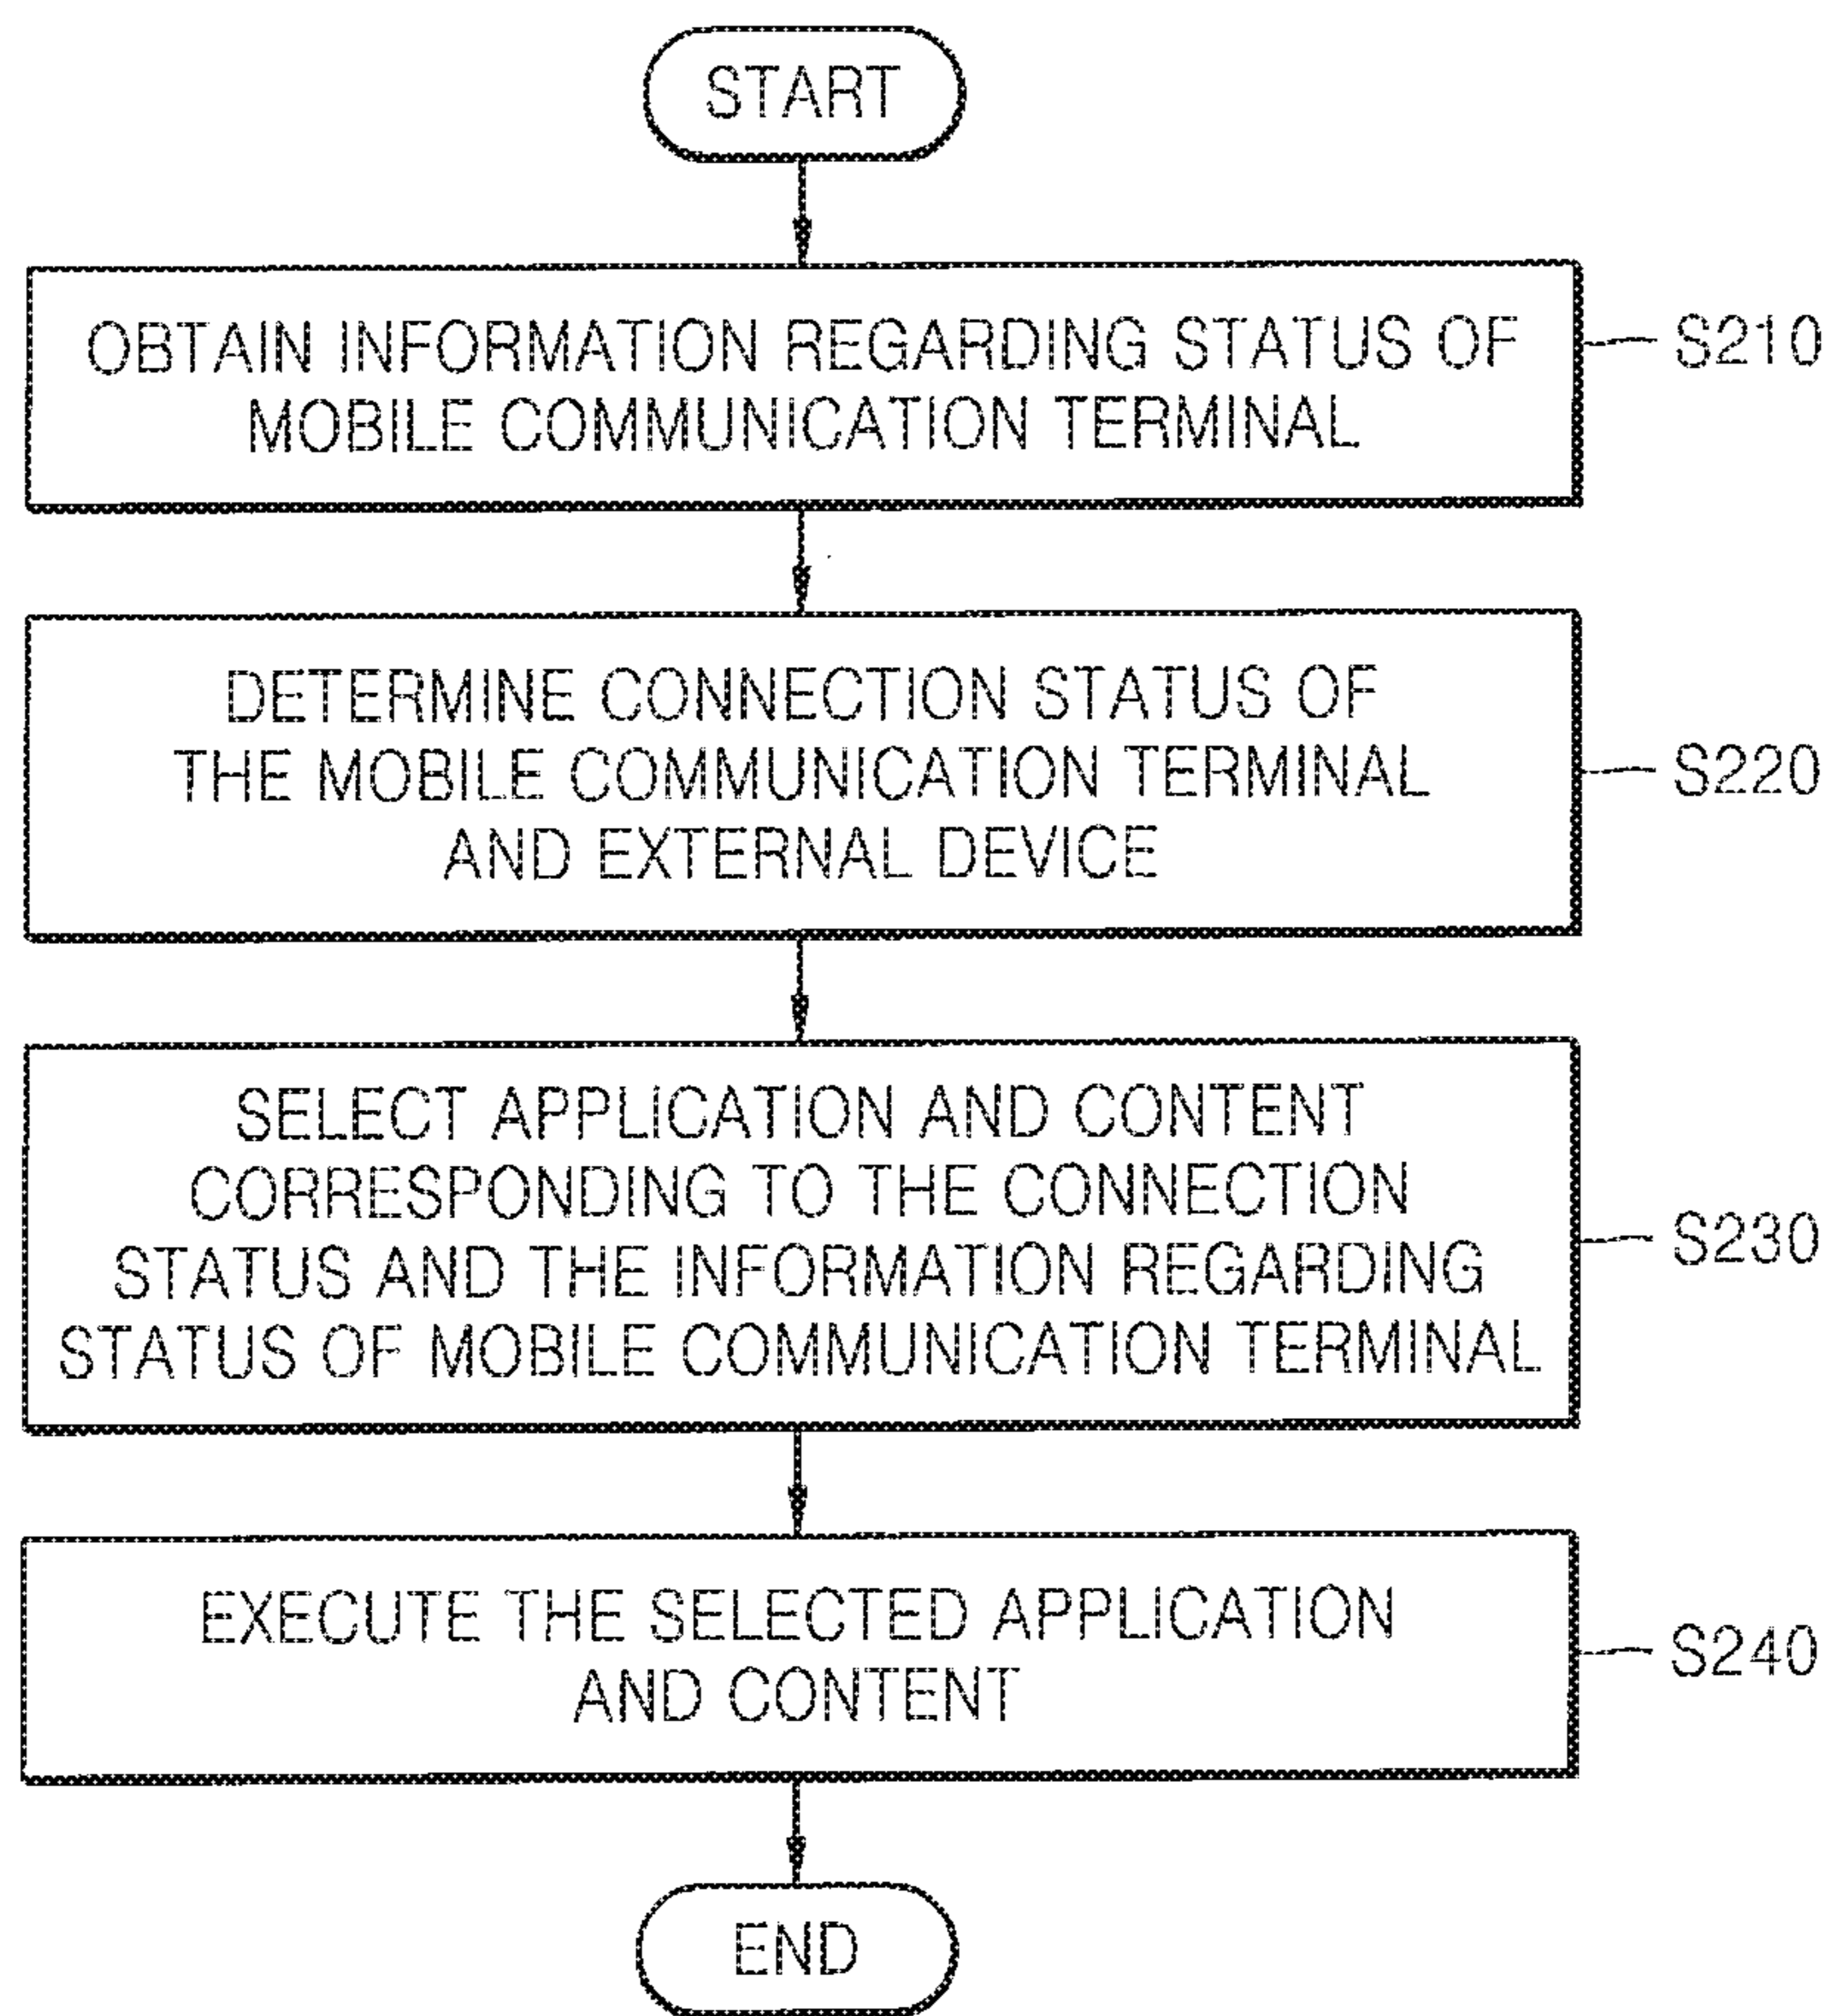 START
OBTAIN INFORMATION REGARDING STATUS OF
MOBILE COMMUNICATION TERMINAL
S210
DETERMINE CONNECTION STATUS OF
THE MOBILE COMMUNICATION TERMINAL
AND EXTERNAL DEVICE
S220
SELECT APPLICATION AND CONTENT
CORRESPONDING TO THE CONNECTION
STATUS AND THE INFORMATION REGARDING
STATUS OF MOBILE COMMUNICATION TERMINAL
S230
EXECUTE THE SELECTED APPLICATION
AND CONTENT
S240
END